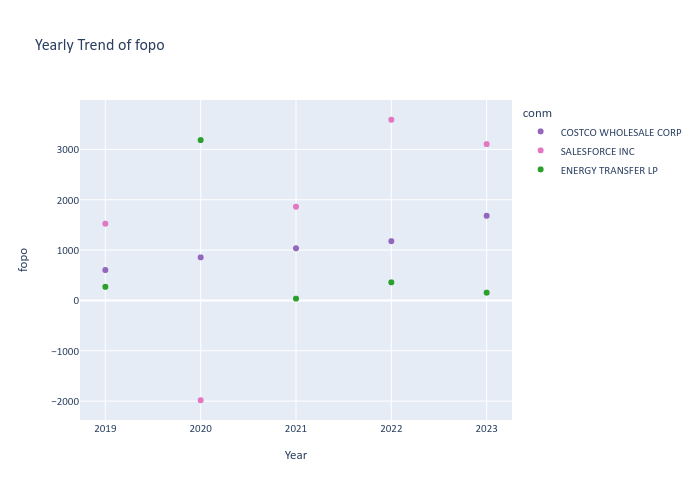 Yearly Trend of fopo
conm
COSTCO WHOLESALE CORP
SALESFORCE INC
ENERGY TRANSFER LP
3000
2000
1000
0
−1000
−2000
fopo
2019 2020 2021 2022 2023
Year